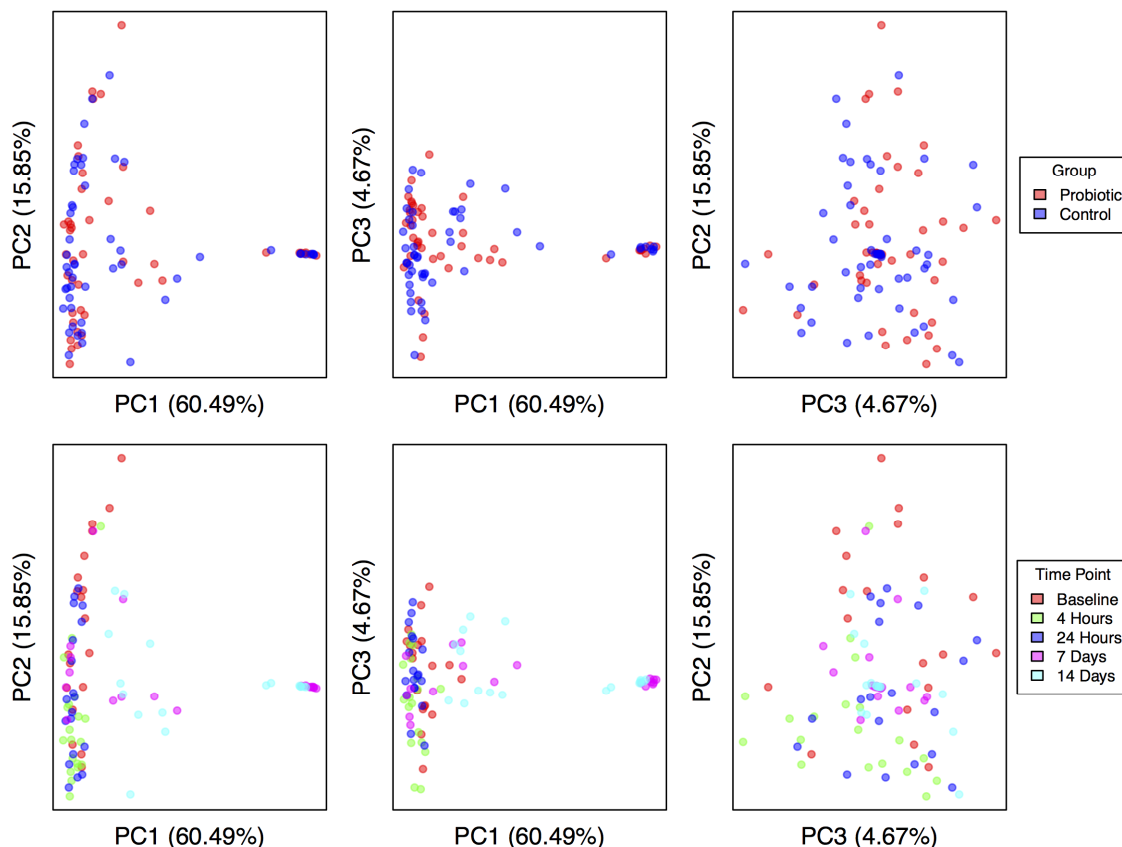 PC2 (15.85%)
PC1 (60.49%)
PC3 (4.67%)
PC1 (60.49%)
PC2 (15.85%)
PC3 (4.67%)
Group
Probiotic
Control
PC2 (15.85%)
PC1 (60.49%)
PC3 (4.67%)
PC1 (60.49%)
PC2 (15.85%)
PC3 (4.67%)
Time Point
Baseline
4 Hours
24 Hours
7 Days
14 Days